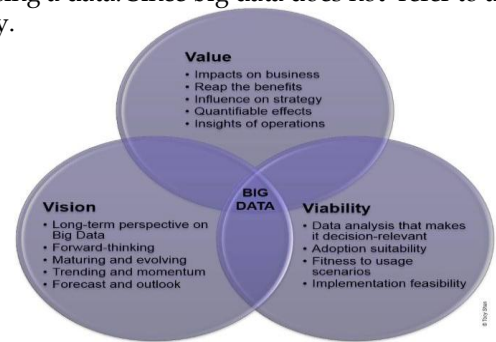 sing a data. Since big data does not refer to a
y.
Value
• Impacts on business
• Reap the benefits
• Influence on strategy
• Quantifiable effects
• Insights of operations
BIG
DATA
Vision
• Long-term perspective on
Big Data
• Forward-thinking
• Maturing and evolving
• Trending and momentum
• Forecast and outlook
Viability
• Data analysis that makes
it decision-relevant
• Adoption suitability
• Fitness to usage
scenarios
• Implementation feasibility
© Tony Shan